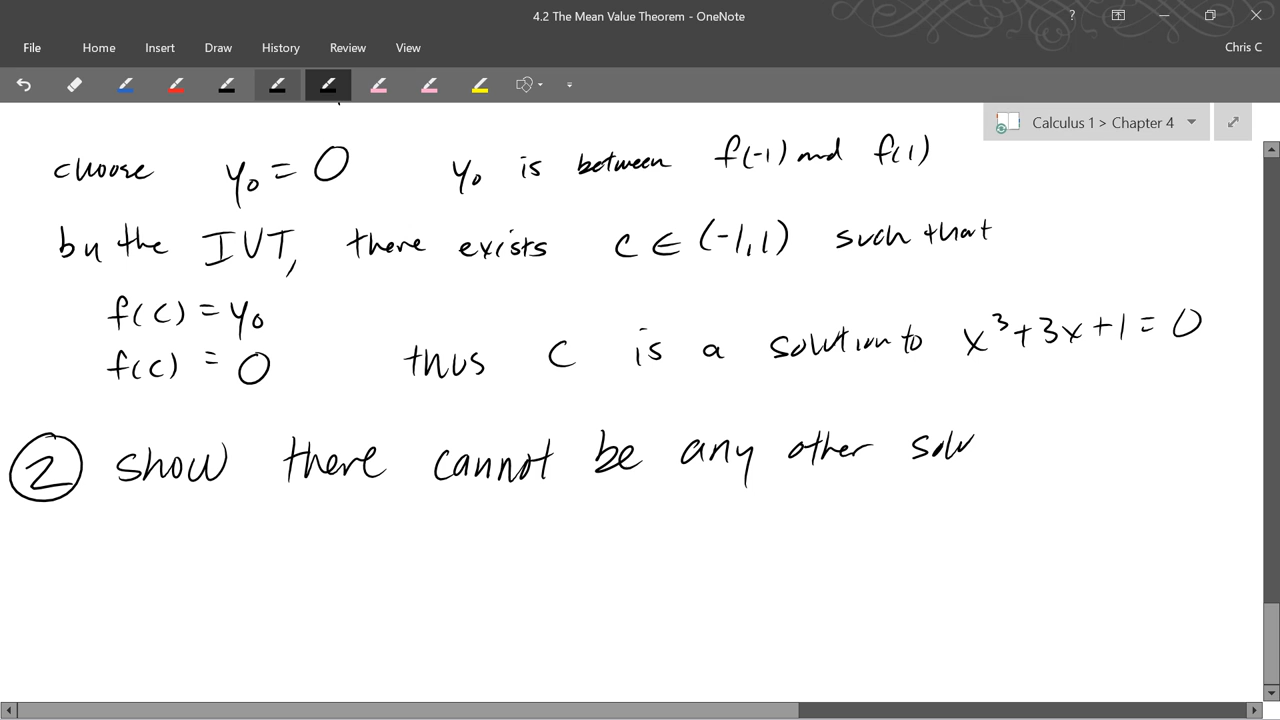 4.2 The Mean Value Theorem - OneNote
File Home Insert Draw History Review View Chris C
Calculus 1 > Chapter 4
choose y₀ = 0 y₀ is between f(-1) and f(1)
by the IVT, there exists c ∈ (-1,1) such that
f(c) = y₀
f(c) = 0 thus c is a solution to x³+3x+1=0
② show there cannot be any other solu